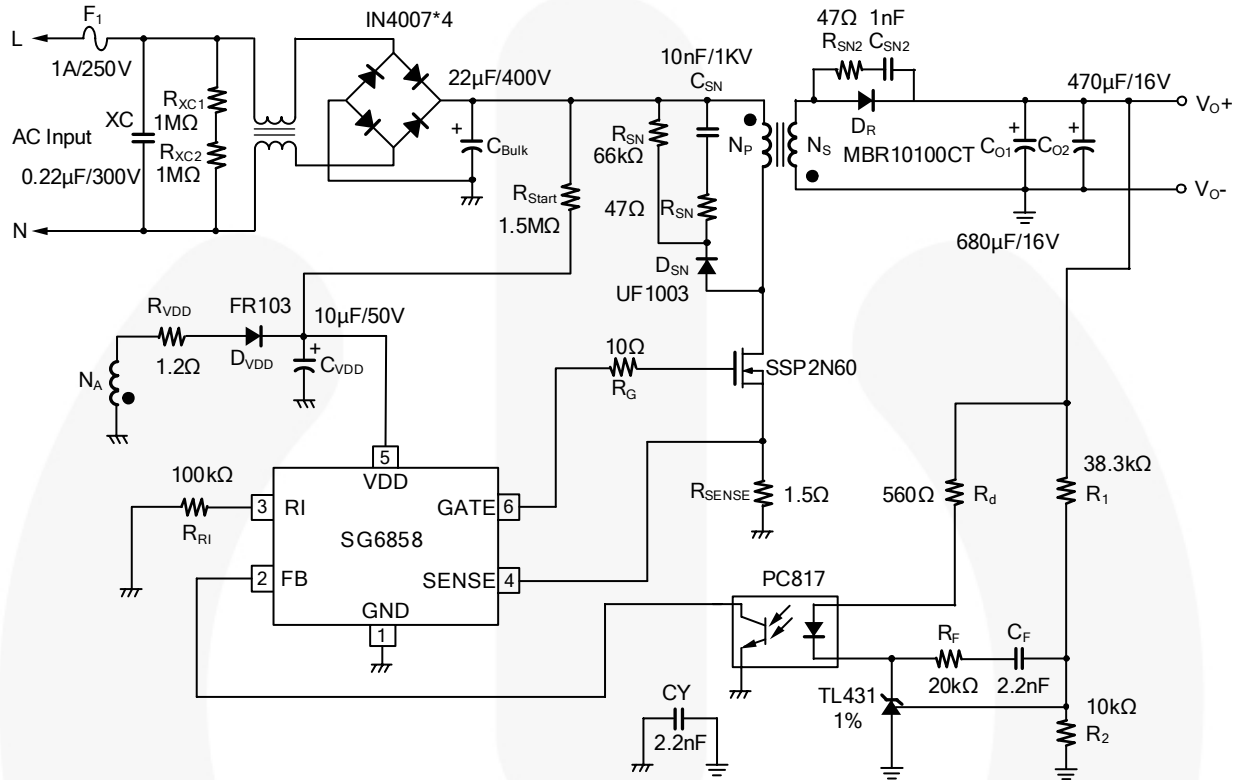 F1
L
1A/250V
IN4007*4
22µF/400V
10nF/1KV
CSN
47Ω
1nF
RSN2
CSN2
470µF/16V
VO+
AC Input
XC
0.22µF/300V
RXC1
1MΩ
RXC2
1MΩ
+
CBulk
RStart
1.5MΩ
RSN
66kΩ
47Ω
RSN
DSN
UF1003
NP
NS
DR
MBR10100CT
+
CO1
+
CO2
VO-
680µF/16V
N
RVDD
1.2Ω
FR103
DVDD
10µF/50V
+
CVDD
NA
10Ω
RG
SSP2N60
100kΩ
RRI
5
VDD
3
RI
GATE
6
SG6858
2
FB
SENSE
4
GND
1
RSENSE
1.5Ω
560Ω
Rd
38.3kΩ
R1
PC817
RF
20kΩ
CF
2.2nF
TL431
1%
10kΩ
R2
CY
2.2nF